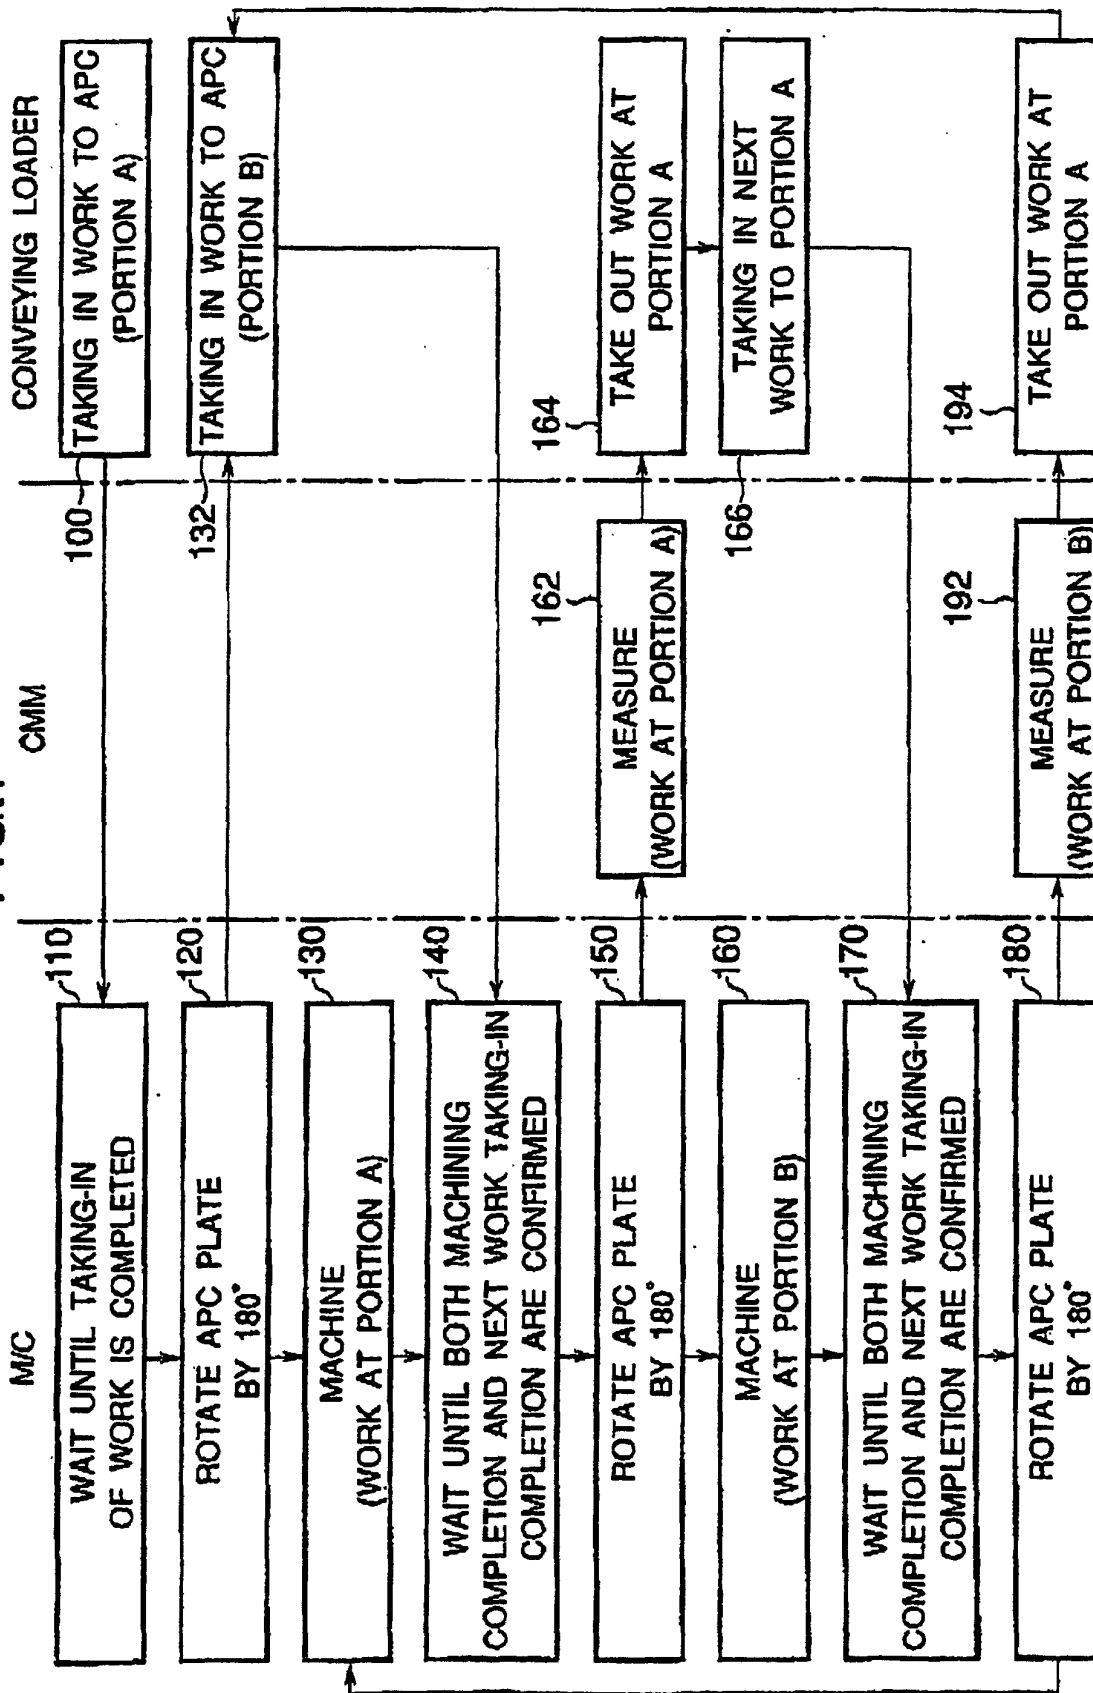 M/C
110
WAIT UNTIL TAKING-IN
OF WORK IS COMPLETED
120
ROTATE APC PLATE
BY 180°
130
MACHINE
(WORK AT PORTION A)
140
WAIT UNTIL BOTH MACHINING
COMPLETION AND NEXT WORK TAKING-IN
COMPLETION ARE CONFIRMED
150
ROTATE APC PLATE
BY 180°
160
MACHINE
(WORK AT PORTION B)
170
WAIT UNTIL BOTH MACHINING
COMPLETION AND NEXT WORK TAKING-IN
COMPLETION ARE CONFIRMED
180
ROTATE APC PLATE
BY 180°
CMM
162
MEASURE
(WORK AT PORTION A)
192
MEASURE
(WORK AT PORTION B)
CONVEYING LOADER
100
TAKING IN WORK TO APC
(PORTION A)
132
TAKING IN WORK TO APC
(PORTION B)
164
TAKE OUT WORK AT
PORTION A
166
TAKING IN NEXT
WORK TO PORTION A
194
TAKE OUT WORK AT
PORTION A